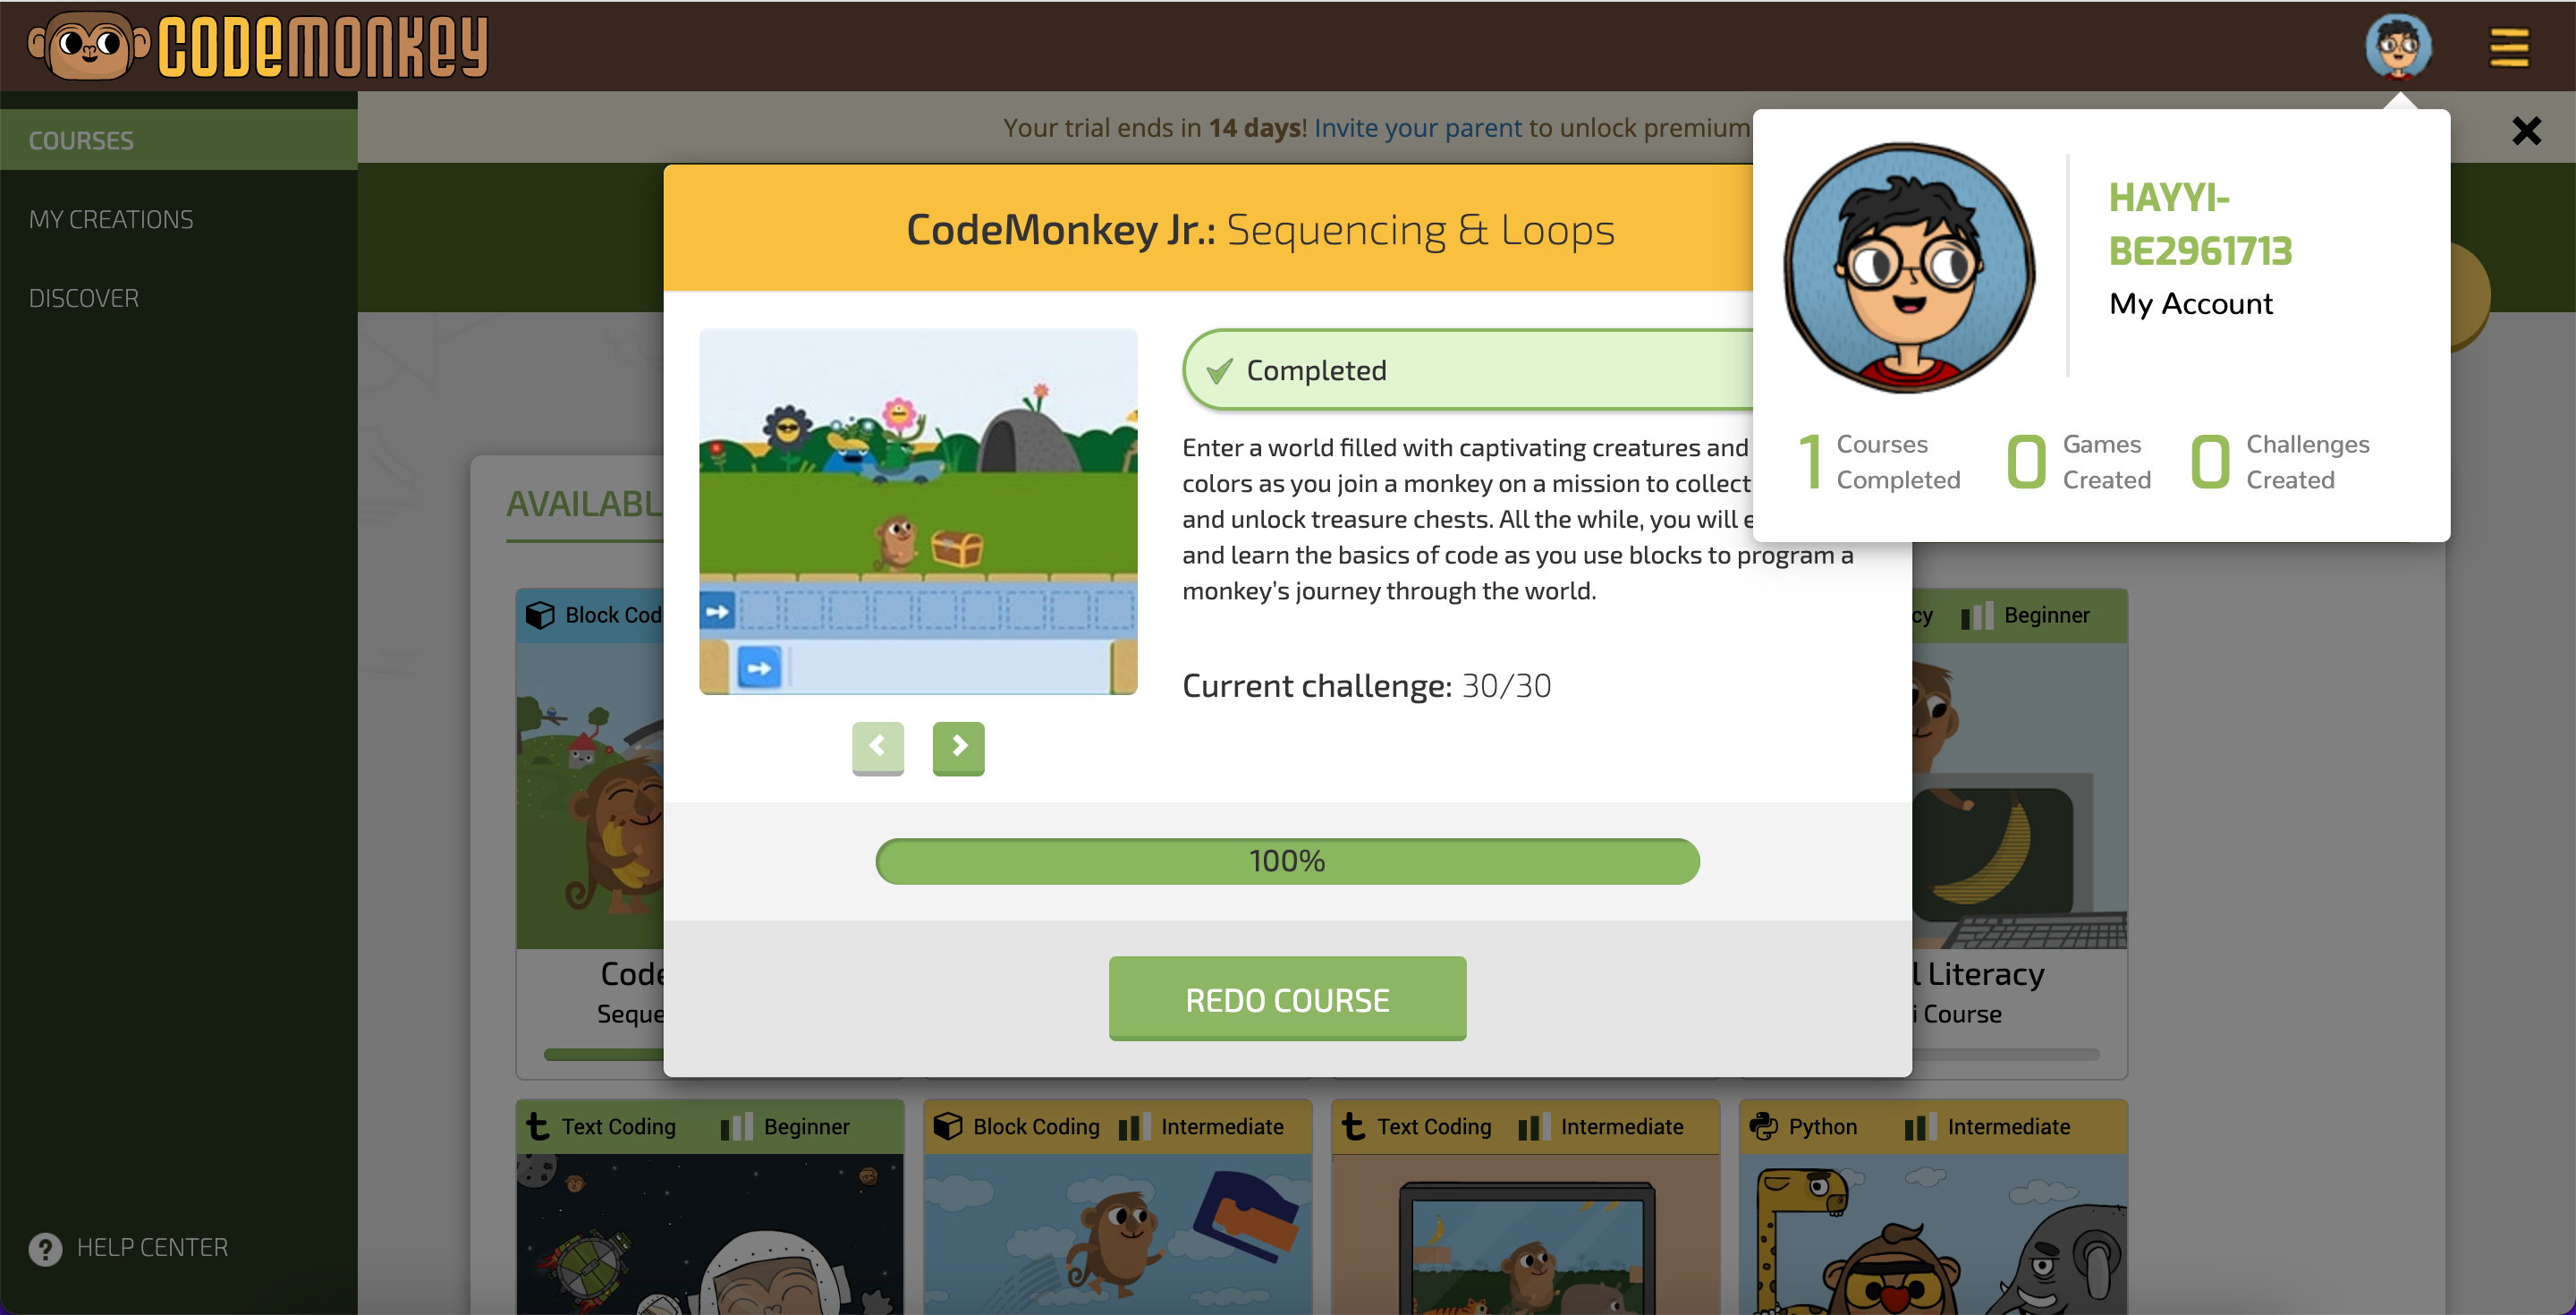 CODEMONKEY
COURSES
MY CREATIONS
DISCOVER
HELP CENTER
Your trial ends in 14 days! Invite your parent to unlock premium
HAYYI-
BE2961713
My Account
1 Courses Completed
0 Games Created
0 Challenges Created
CodeMonkey Jr.: Sequencing & Loops
Completed
Enter a world filled with captivating creatures and
colors as you join a monkey on a mission to collect
and unlock treasure chests. All the while, you will e
and learn the basics of code as you use blocks to program a
monkey's journey through the world.
Current challenge: 30/30
100%
REDO COURSE
AVAILABL
Block Cod
Code
Seque
cy Beginner
l Literacy
i Course
Text Coding Beginner
Block Coding Intermediate
Text Coding Intermediate
Python Intermediate